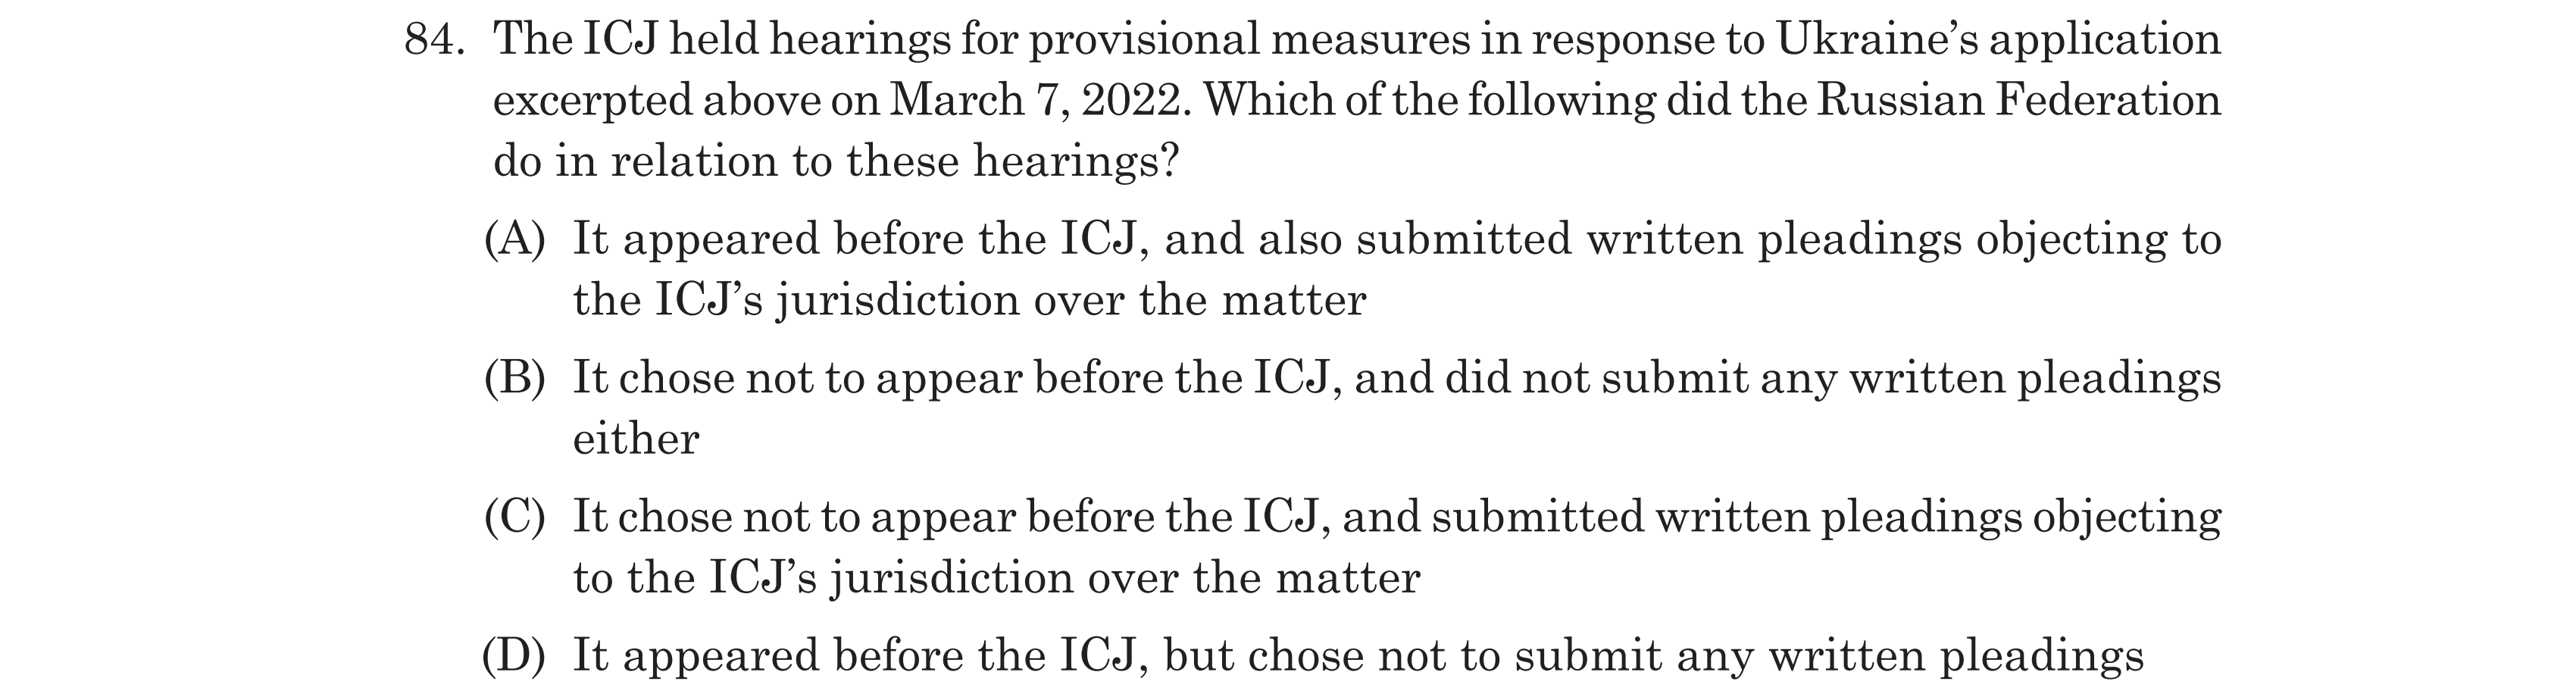 84. The ICJ held hearings for provisional measures in response to Ukraine's application
excerpted above on March 7, 2022. Which of the following did the Russian Federation
do in relation to these hearings?
(A) It appeared before the ICJ, and also submitted written pleadings objecting to
the ICJ's jurisdiction over the matter
(B) It chose not to appear before the ICJ, and did not submit any written pleadings
either
(C) It chose not to appear before the ICJ, and submitted written pleadings objecting
to the ICJ's jurisdiction over the matter
(D) It appeared before the ICJ, but chose not to submit any written pleadings